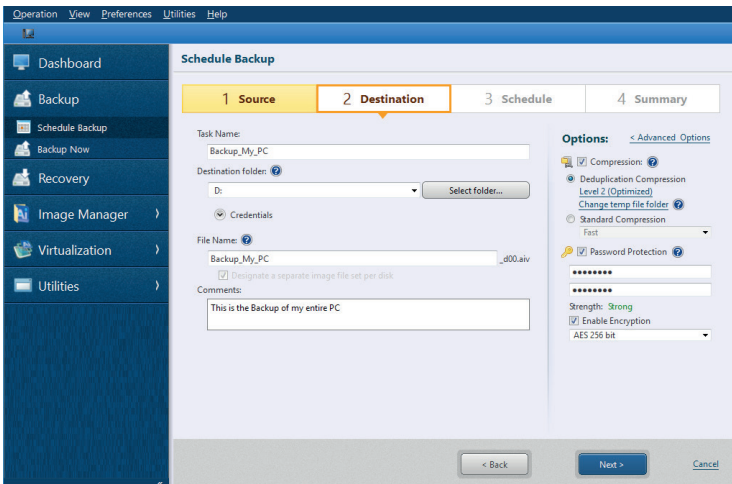 Operation View Preferences Utilities Help
Dashboard
Backup
Schedule Backup
Backup Now
Recovery
Image Manager
Virtualization
Utilities
Schedule Backup
1 Source
2 Destination
3 Schedule
4 Summary
Task Name:
Backup_My_PC
Destination folder:
D:
Select folder...
Credentials
File Name:
Backup_My_PC
_d00.aiv
Designate a separate image file set per disk
Comments:
This is the Backup of my entire PC
Options:
< Advanced Options
Compression:
Deduplication Compression
Level 2 (Optimized)
Change temp file folder
Standard Compression
Fast
Password Protection
Strength: Strong
Enable Encryption
AES 256 bit
< Back
Next >
Cancel